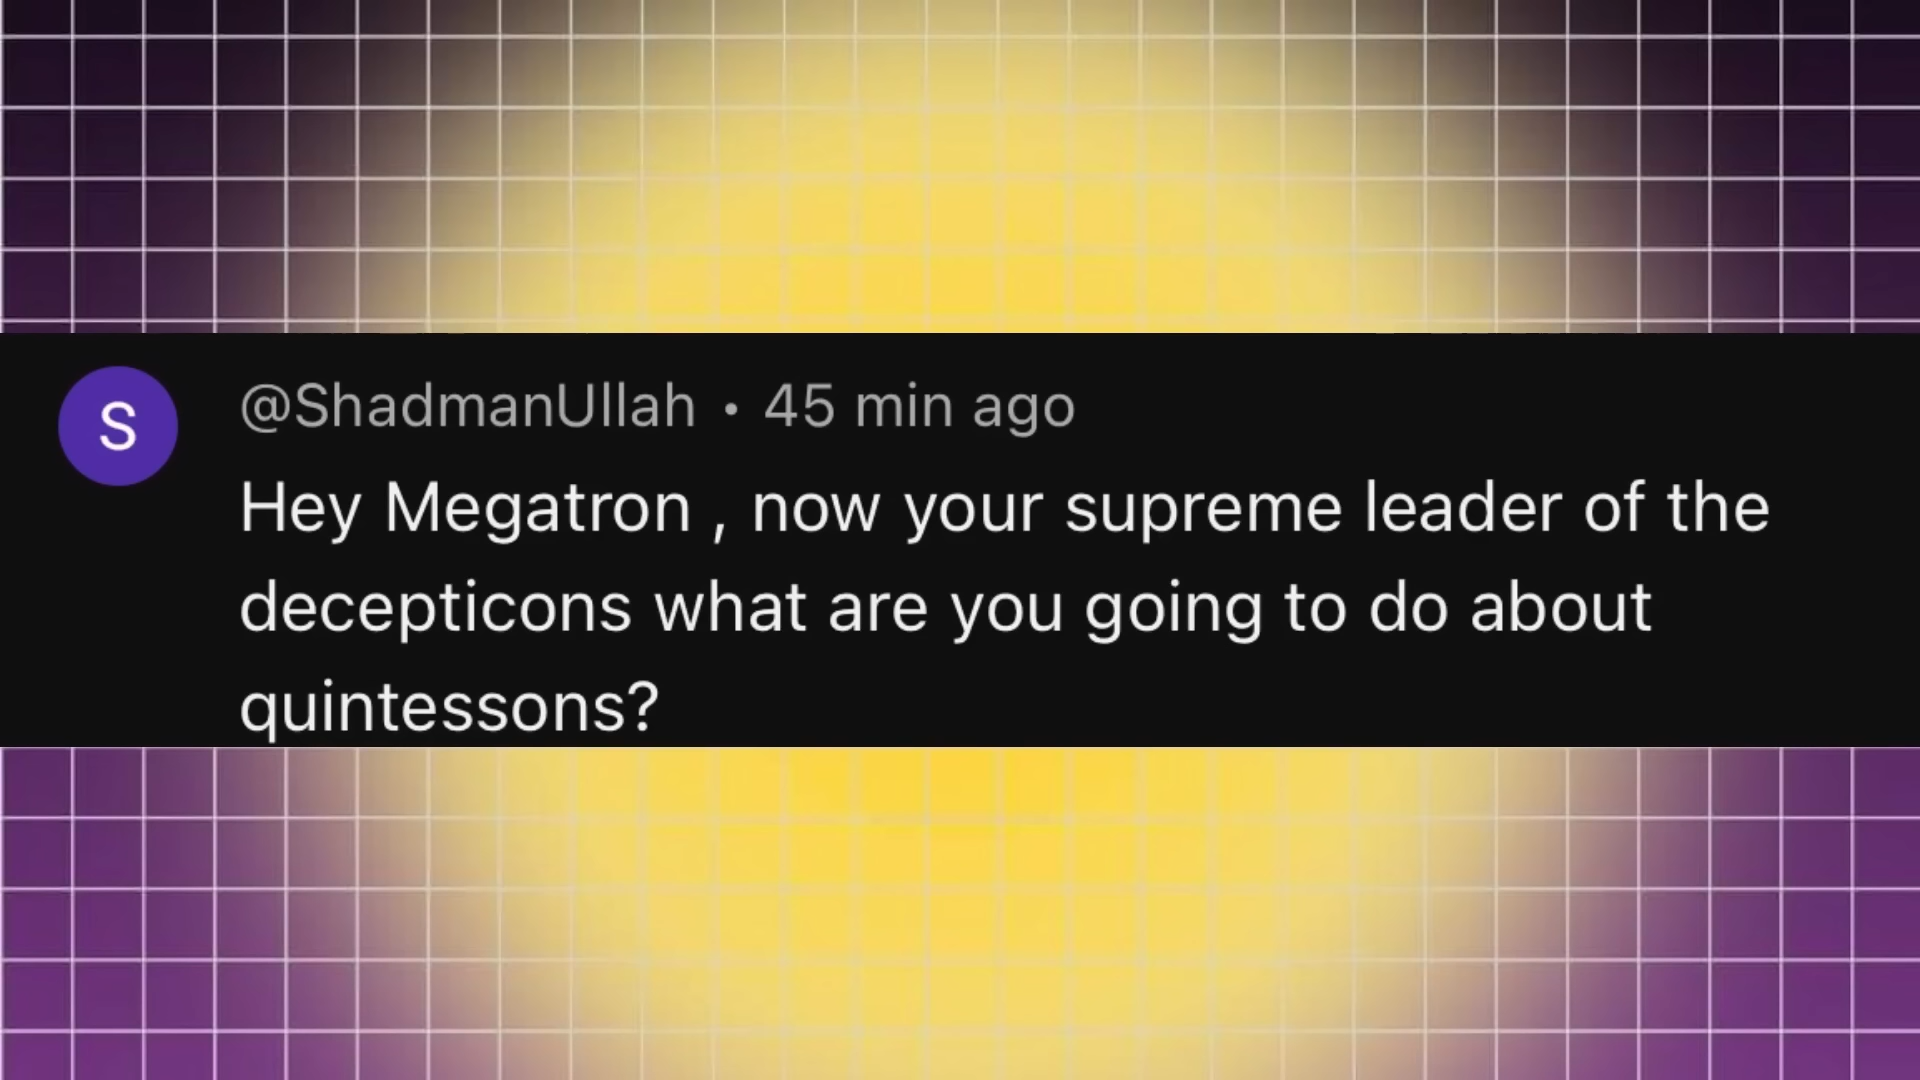 S
@ShadmanUllah • 45 min ago
Hey Megatron , now your supreme leader of the
decepticons what are you going to do about
quintessons?